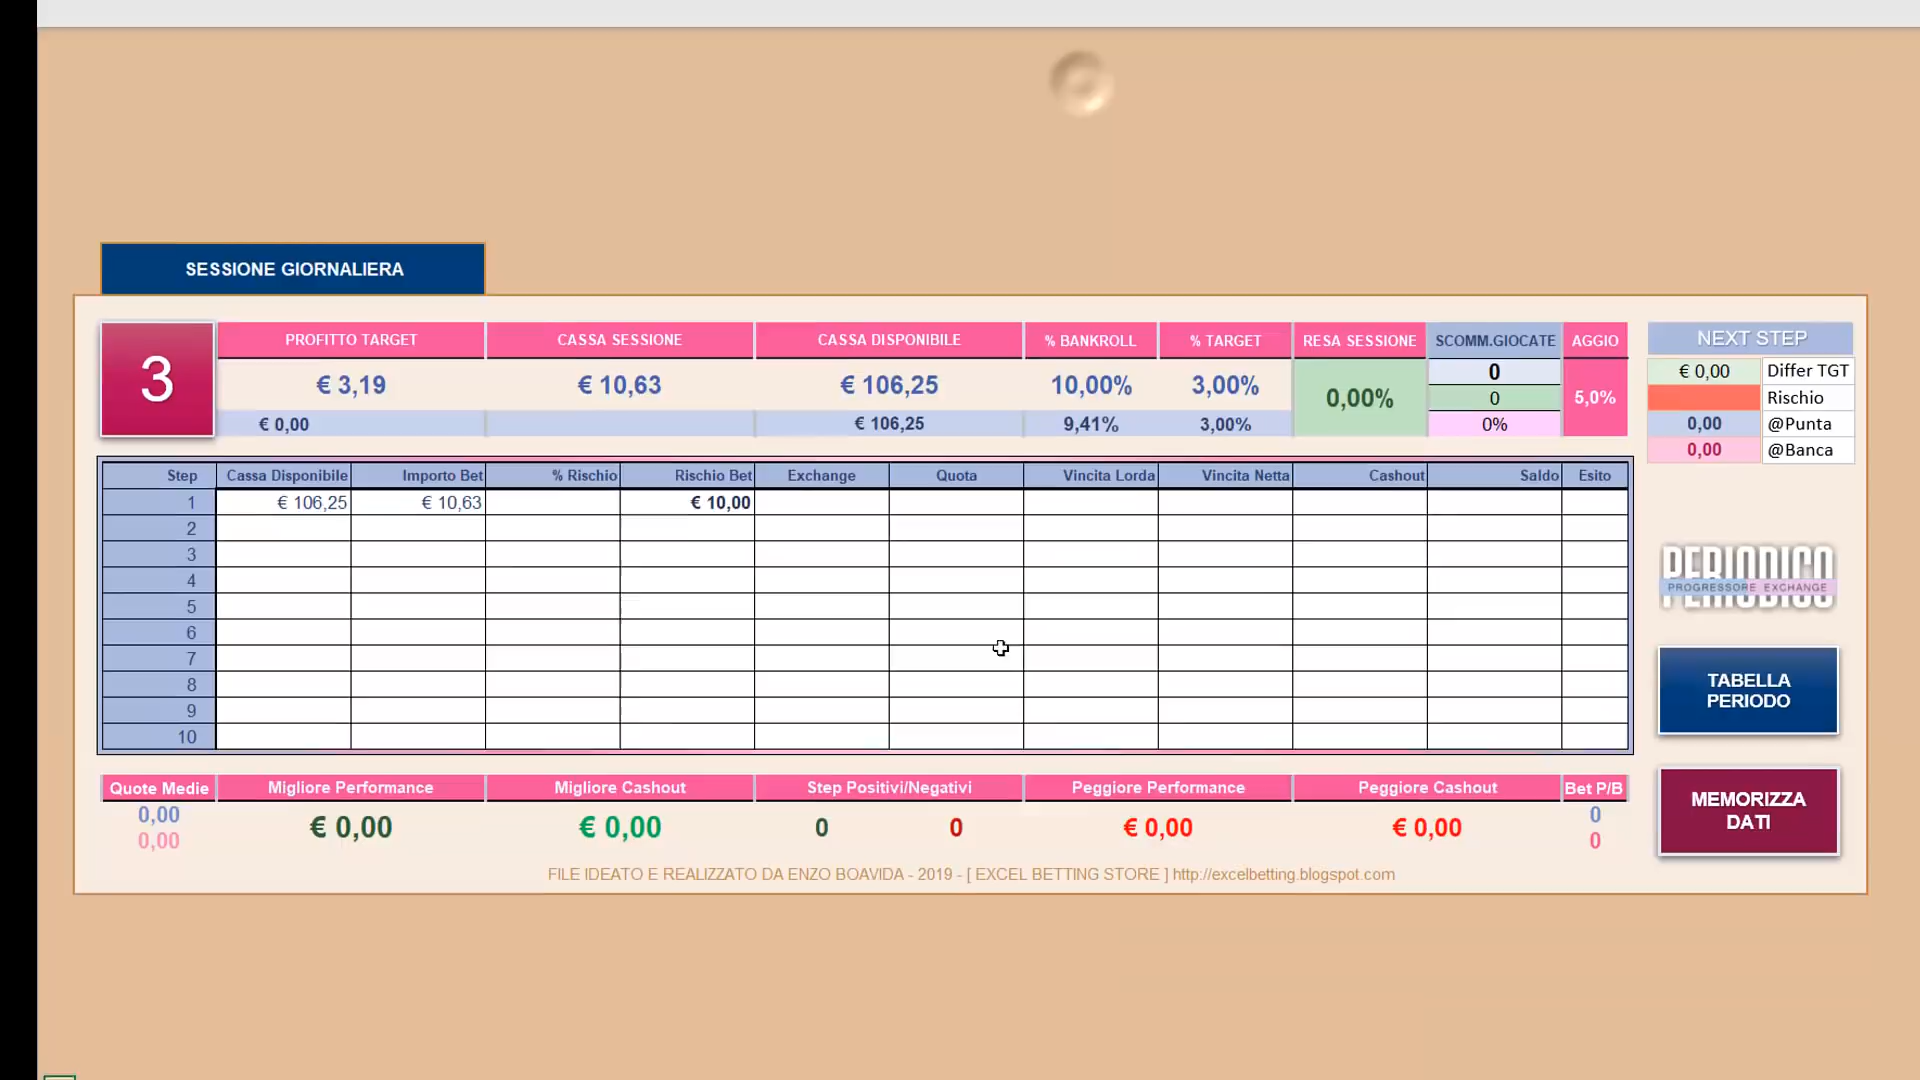 SESSIONE GIORNALIERA
3
PROFITTO TARGET CASSA SESSIONE CASSA DISPONIBILE % BANKROLL % TARGET RESA SESSIONE SCOMM.GIOCATE AGGIO
€ 3,19 € 10,63 € 106,25 10,00% 3,00% 0,00% 0 5,0%
0
€ 0,00 € 106,25 9,41% 3,00% 0%
NEXT STEP
€ 0,00 Differ TGT
Rischio
0,00 @Punta
0,00 @Banca
Step Cassa Disponibile Importo Bet % Rischio Rischio Bet Exchange Quota Vincita Lorda Vincita Netta Cashout Saldo Esito
1 € 106,25 € 10,63 € 10,00
2
3
4
5
6
7
8
9
10
PERIODICO
PROGRESSORE EXCHANGE
TABELLA
PERIODO
MEMORIZZA
DATI
Quote Medie Migliore Performance Migliore Cashout Step Positivi/Negativi Peggiore Performance Peggiore Cashout Bet P/B
0,00 € 0,00 € 0,00 0 0 € 0,00 € 0,00 0
0,00 0
FILE IDEATO E REALIZZATO DA ENZO BOAVIDA - 2019 - [ EXCEL BETTING STORE ] http://excelbetting.blogspot.com